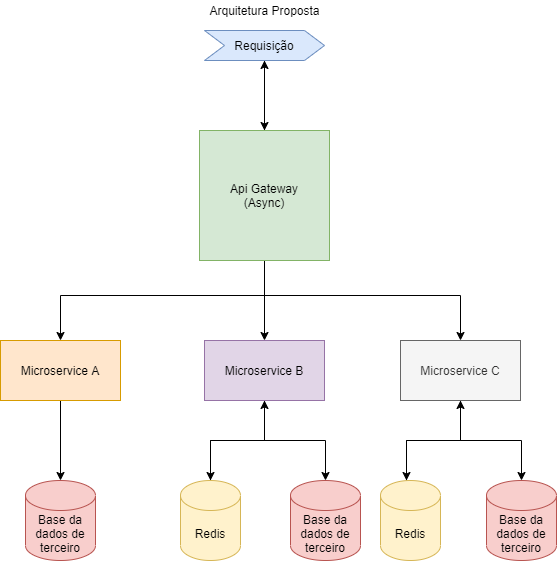 Arquitetura Proposta
Requisição
Api Gateway
(Async)
Microservice A
Microservice B
Microservice C
Base da
dados de
terceiro
Redis
Base da
dados de
terceiro
Redis
Base da
dados de
terceiro